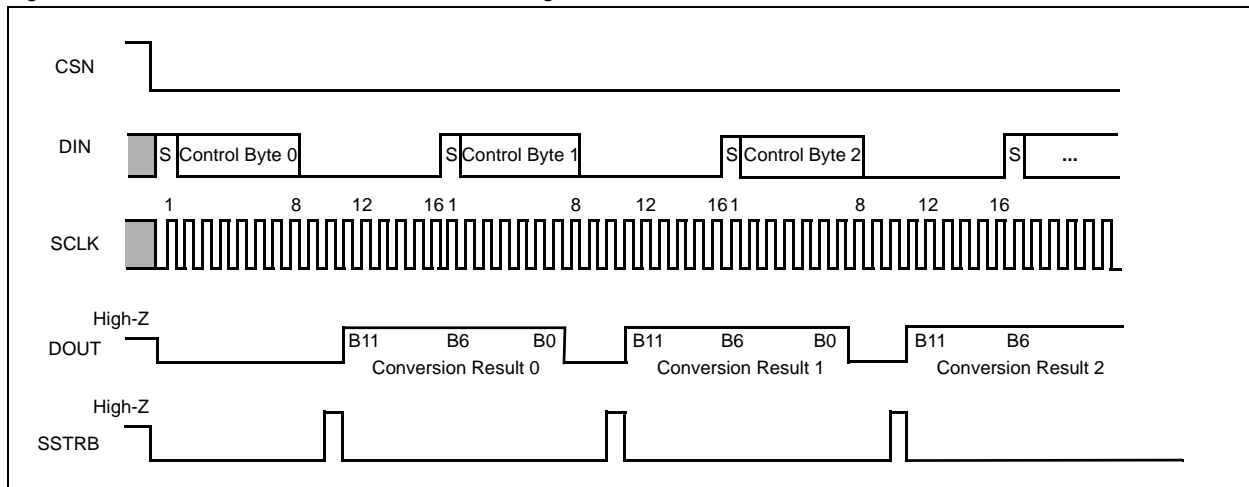 CSN
DIN
S Control Byte 0 S Control Byte 1 S Control Byte 2 S ...
1 8 12 16 1 8 12 16 1 8 12 16
SCLK
High-Z
DOUT
B11 B6 B0 B11 B6 B0 B11 B6
Conversion Result 0 Conversion Result 1 Conversion Result 2
High-Z
SSTRB